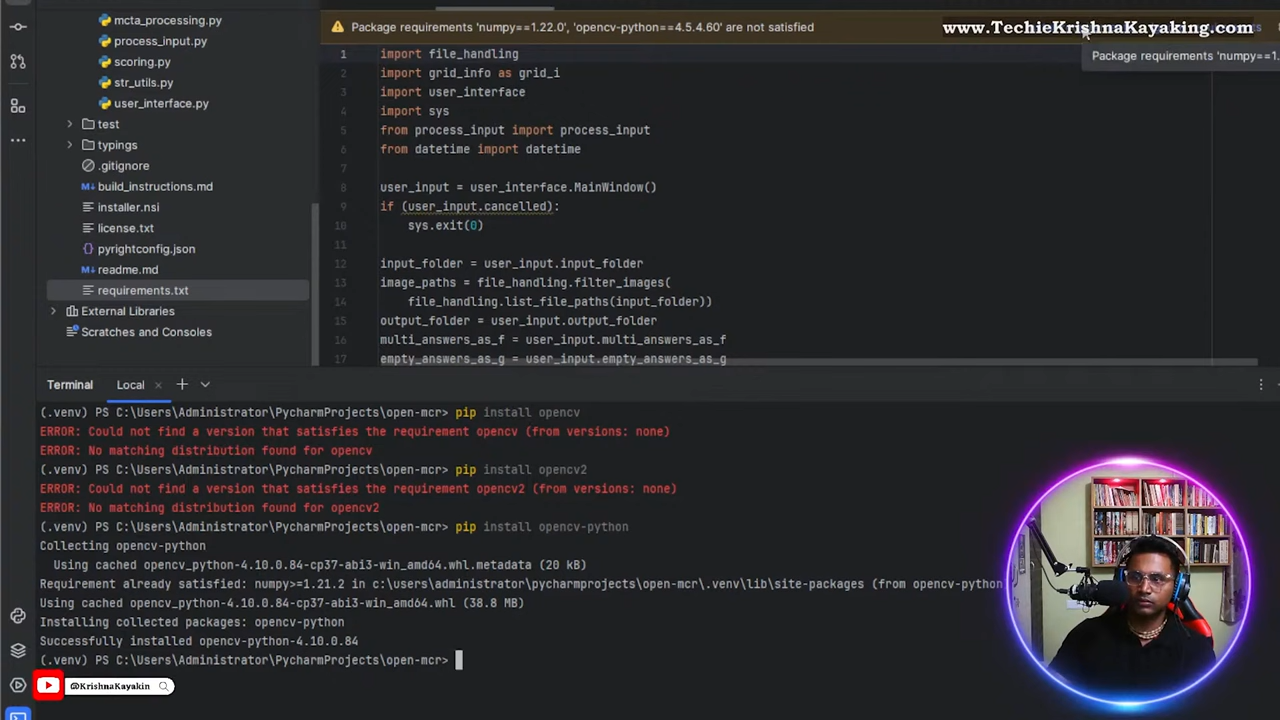 mcta_processing.py
process_input.py
scoring.py
str_utils.py
user_interface.py
test
typings
.gitignore
build_instructions.md
installer.nsi
license.txt
pyrightconfig.json
readme.md
requirements.txt
External Libraries
Scratches and Consoles
Package requirements 'numpy==1.22.0', 'opencv-python==4.5.4.60' are not satisfied
www.TechieKrishnaKayaking.com
Package requirements 'numpy==1.
1 import file_handling
2 import grid_info as grid_i
3 import user_interface
4 import sys
5 from process_input import process_input
6 from datetime import datetime
7
8 user_input = user_interface.MainWindow()
9 if (user_input.cancelled):
10 sys.exit(0)
11
12 input_folder = user_input.input_folder
13 image_paths = file_handling.filter_images(
14 file_handling.list_file_paths(input_folder))
15 output_folder = user_input.output_folder
16 multi_answers_as_f = user_input.multi_answers_as_f
17 empty_answers_as_g = user_input.empty_answers_as_g
Terminal Local
(.venv) PS C:\Users\Administrator\PycharmProjects\open-mcr> pip install opencv
ERROR: Could not find a version that satisfies the requirement opencv (from versions: none)
ERROR: No matching distribution found for opencv
(.venv) PS C:\Users\Administrator\PycharmProjects\open-mcr> pip install opencv2
ERROR: Could not find a version that satisfies the requirement opencv2 (from versions: none)
ERROR: No matching distribution found for opencv2
(.venv) PS C:\Users\Administrator\PycharmProjects\open-mcr> pip install opencv-python
Collecting opencv-python
Using cached opencv_python-4.10.0.84-cp37-abi3-win_amd64.whl.metadata (20 kB)
Requirement already satisfied: numpy>=1.21.2 in c:\users\administrator\pycharmprojects\open-mcr\.venv\lib\site-packages (from opencv-python
Using cached opencv_python-4.10.0.84-cp37-abi3-win_amd64.whl (38.8 MB)
Installing collected packages: opencv-python
Successfully installed opencv-python-4.10.0.84
(.venv) PS C:\Users\Administrator\PycharmProjects\open-mcr>
@KrishnaKayakin